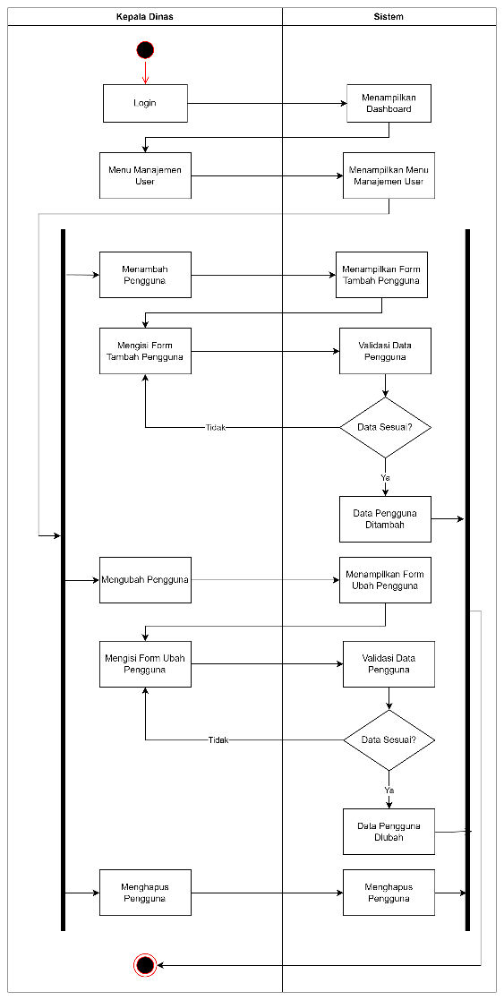 Kepala Dinas
Sistem
Login
Menampilkan
Dashboard
Menu Manajemen
User
Menampilkan Menu
Manajemen User
Menambah
Pengguna
Menampilkan Form
Tambah Pengguna
Mengisi Form
Tambah Pengguna
Validasi Data
Pengguna
Data Sesuai?
Tidak
Ya
Data Pengguna
Ditambah
Mengubah Pengguna
Menampilkan Form
Ubah Pengguna
Mengisi Form Ubah
Pengguna
Validasi Data
Pengguna
Data Sesuai?
Tidak
Ya
Data Pengguna
Diubah
Menghapus
Pengguna
Menghapus
Pengguna